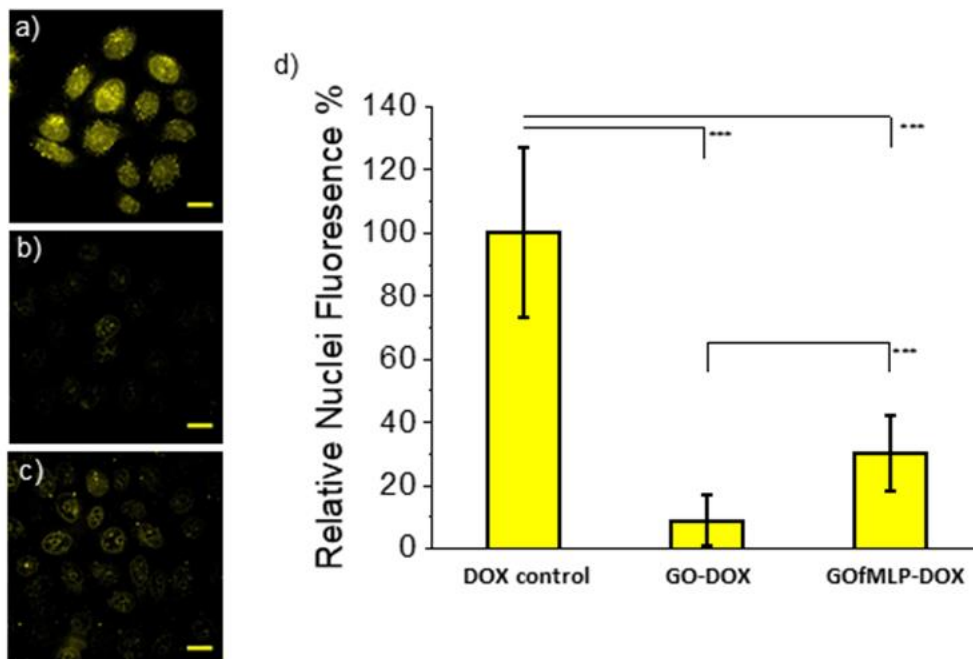 a)
b)
c)
d)
Relative Nuclei Fluoresence %
140
120
100
80
60
40
20
0
***
***
***
DOX control GO-DOX GOfMLP-DOX